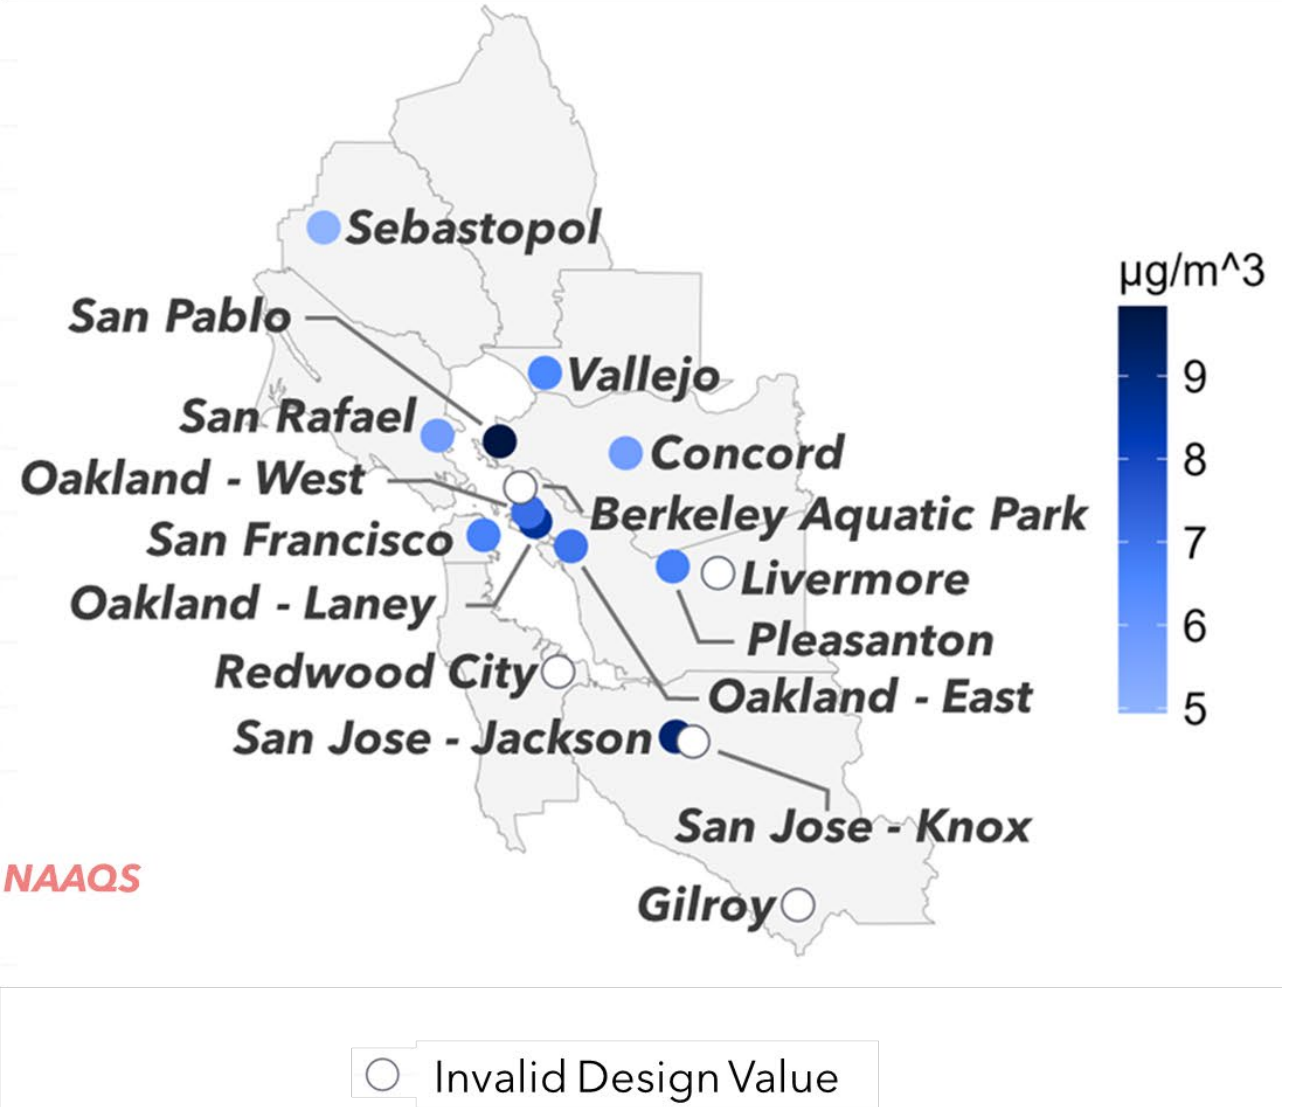 µg/m^3
Sebastopol
San Pablo
9
Vallejo
San Rafael
Concord
8
Oakland - West
Berkeley Aquatic Park
San Francisco
7
Livermore
Oakland - Laney
6
Pleasanton
Redwood City
Oakland - East
5
San Jose - Jackson
San Jose - Knox
NAAQS
Gilroy
Invalid Design Value